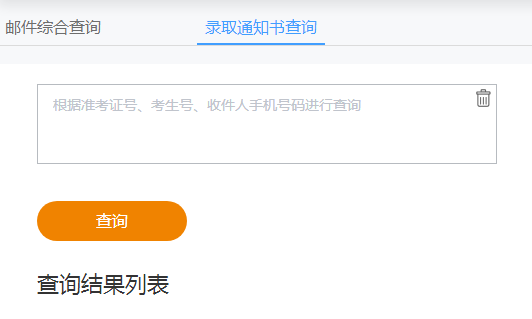 邮件综合查询
录取通知书查询
根据准考证号、考生号、收件人手机号码进行查询
查询
查询结果列表